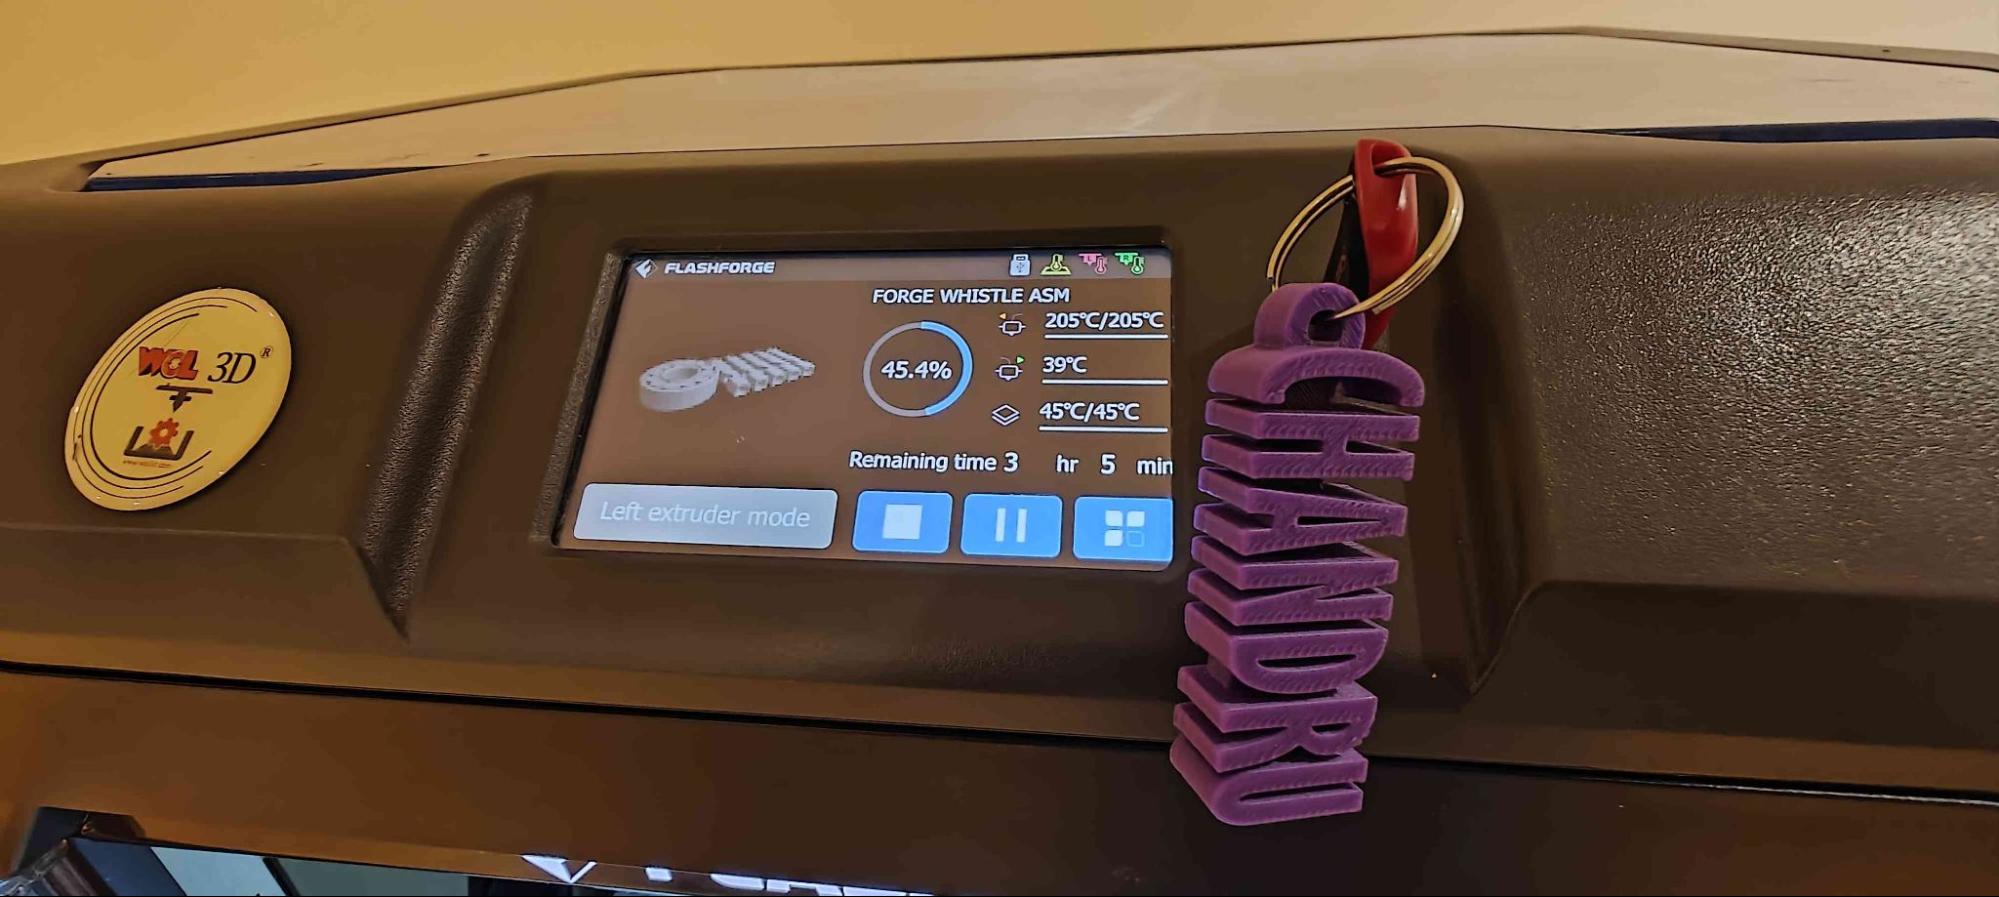 WOL 3D®
FLASHFORGE
FORGE WHISTLE ASM
205℃/205℃
45.4%
39℃
45℃/45℃
Remaining time 3 hr 5 min
Left extruder mode
CHANDRU